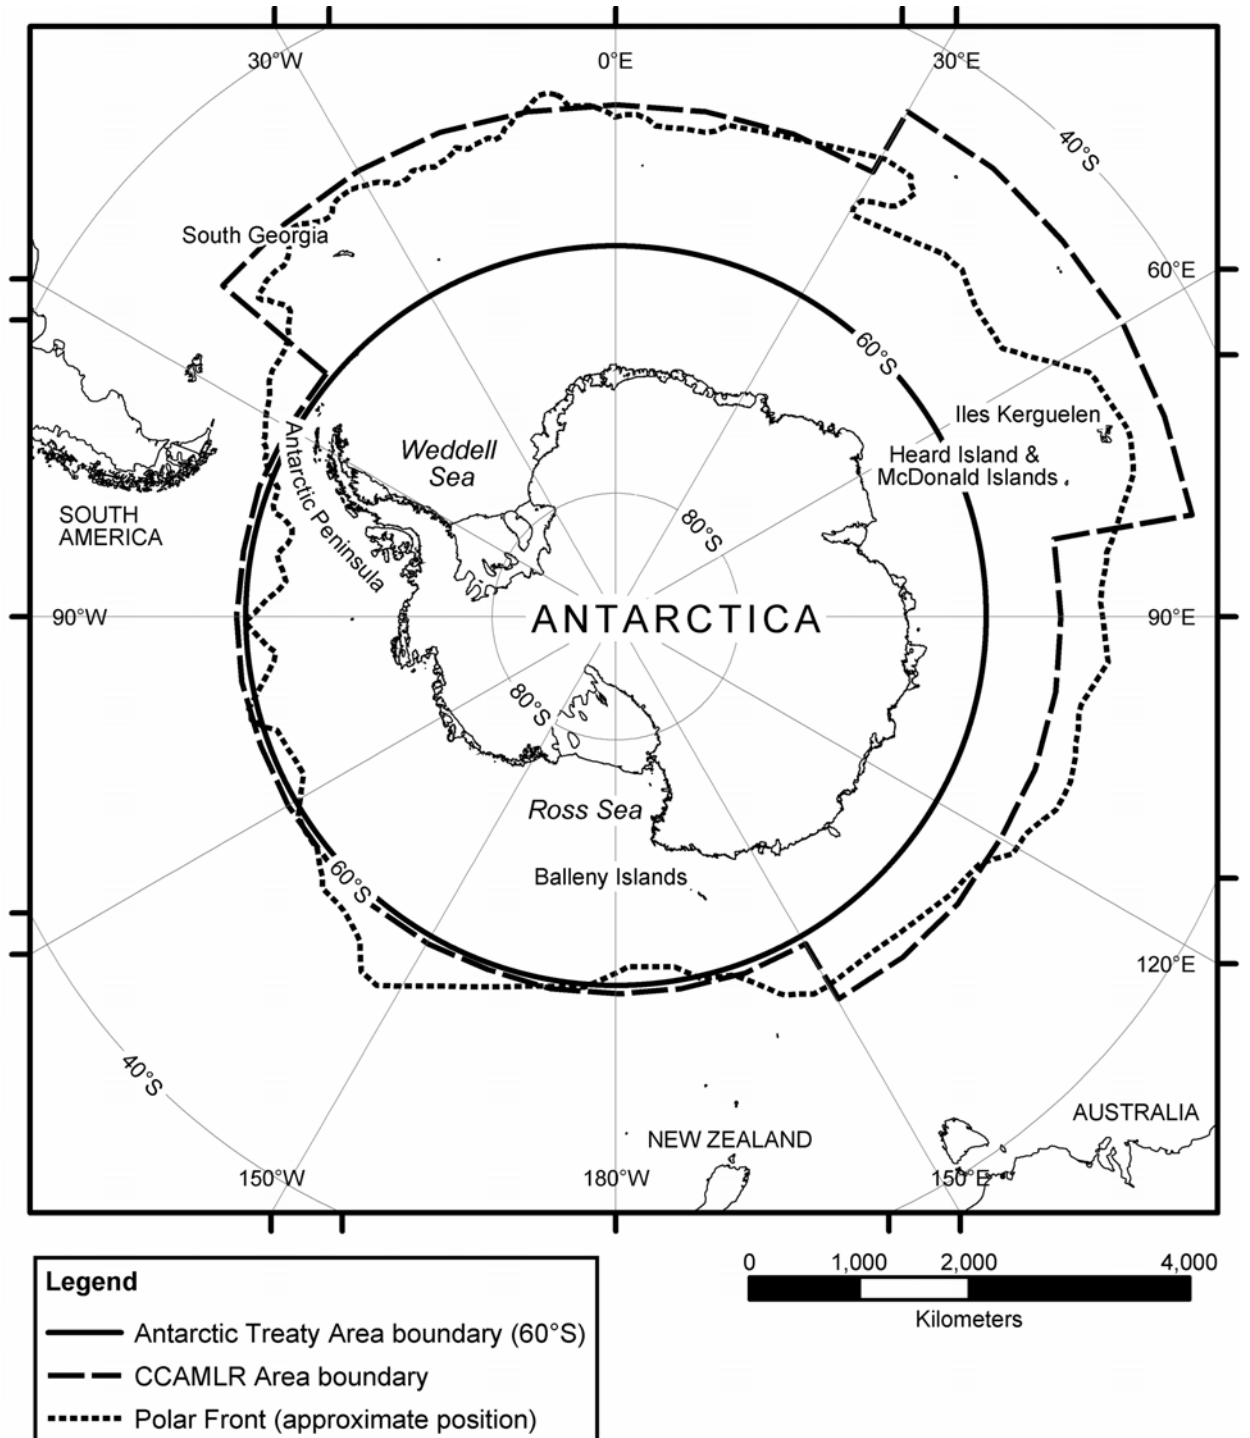 30°W
0°E
30°E
40°S
South Georgia
60°E
60°S
Iles Kerguelen
Antarctic Peninsula
Weddell
Sea
Heard Island &
McDonald Islands
SOUTH
AMERICA
80°S
90°W
ANTARCTICA
90°E
80°S
Ross Sea
60°S
Balleny Islands
120°E
40°S
AUSTRALIA
NEW ZEALAND
150°W
180°W
150°E
0
1,000
2,000
4,000
Kilometers
Legend
Antarctic Treaty Area boundary (60°S)
CCAMLR Area boundary
Polar Front (approximate position)